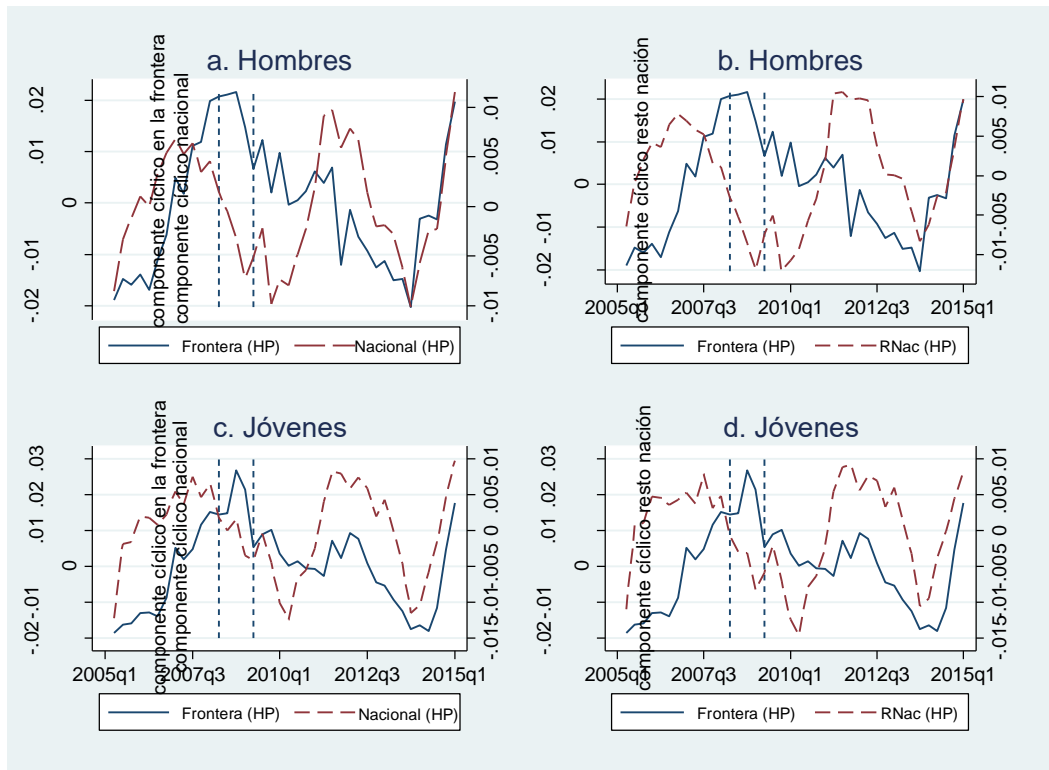 a. Hombres
componente cíclico en la frontera
componente cíclico nacional
.02
.01
0
-.01
-.02
.01
.005
0
-.005
-.01
Frontera (HP)
Nacional (HP)
b. Hombres
componente cíclico resto nación
.02
.01
0
-.01
-.02
.01
.005
0
-.005
-.01
2005q1 2007q3 2010q1 2012q3 2015q1
Frontera (HP)
RNac (HP)
c. Jóvenes
componente cíclico en la frontera
componente cíclico nacional
.03
.02
.01
0
-.01
-.02
.01
.005
0
-.005
-.01
-.015
2005q1 2007q3 2010q1 2012q3 2015q1
Frontera (HP)
Nacional (HP)
d. Jóvenes
componente cíclico resto nación
.03
.02
.01
0
-.01
-.02
.01
.005
0
-.005
-.01
-.015
2005q1 2007q3 2010q1 2012q3 2015q1
Frontera (HP)
RNac (HP)